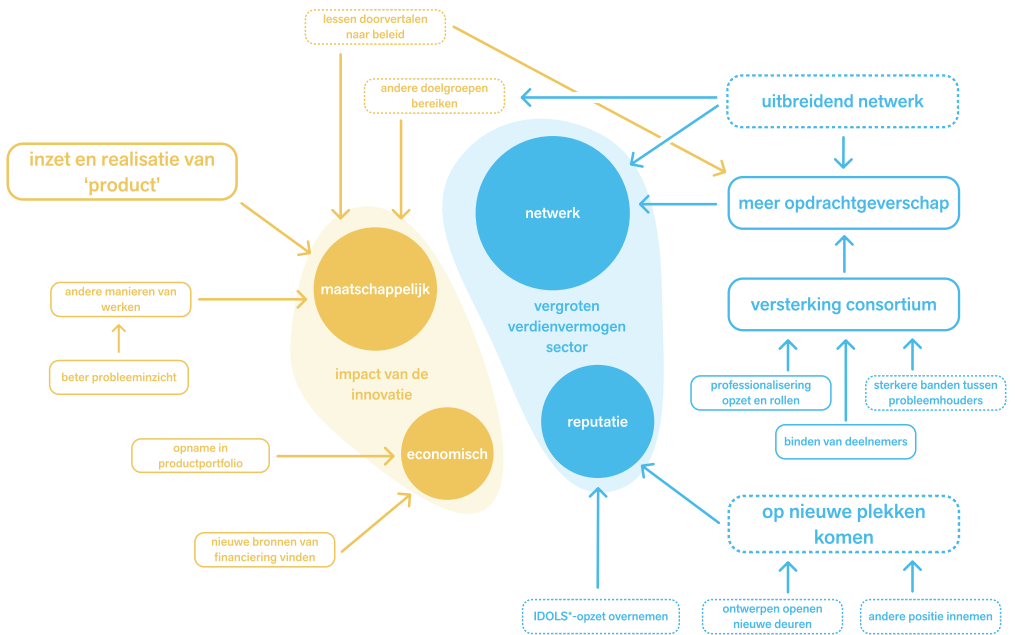 lessen doorvertalen
naar beleid
andere doelgroepen
bereiken
uitbreidend netwerk
inzet en realisatie van
‘product’
netwerk
meer opdrachtgeverschap
maatschappelijk
andere manieren van
werken
vergroten
verdienvermogen
sector
versterking consortium
beter probleeminzicht
impact van de
innovatie
professionalisering
opzet en rollen
sterkere banden tussen
probleemhouders
reputatie
binden van deelnemers
opname in
productportfolio
economisch
op nieuwe plekken
komen
nieuwe bronnen van
financiering vinden
IDOLS*-opzet overnemen
ontwerpen openen
nieuwe deuren
andere positie innemen